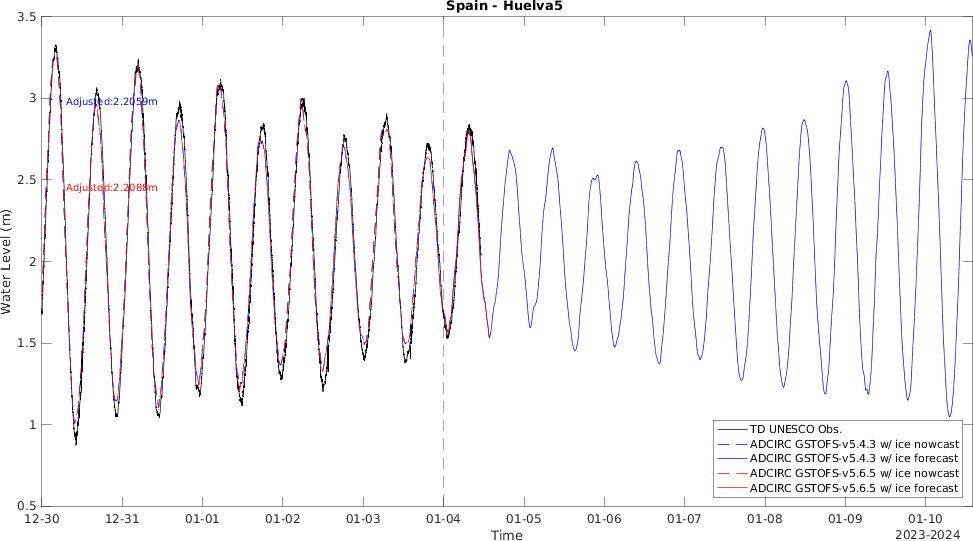 Spain - Huelva5
3.5
3
2.5
2
1.5
1
0.5
Water Level (m)
Adjusted:2.2059m
Adjusted:2.2088m
TD UNESCO Obs.
ADCIRC GSTOFS-v5.4.3 w/ ice nowcast
ADCIRC GSTOFS-v5.4.3 w/ ice forecast
ADCIRC GSTOFS-v5.6.5 w/ ice nowcast
ADCIRC GSTOFS-v5.6.5 w/ ice forecast
12-30 12-31 01-01 01-02 01-03 01-04 01-05 01-06 01-07 01-08 01-09 01-10
Time
2023-2024